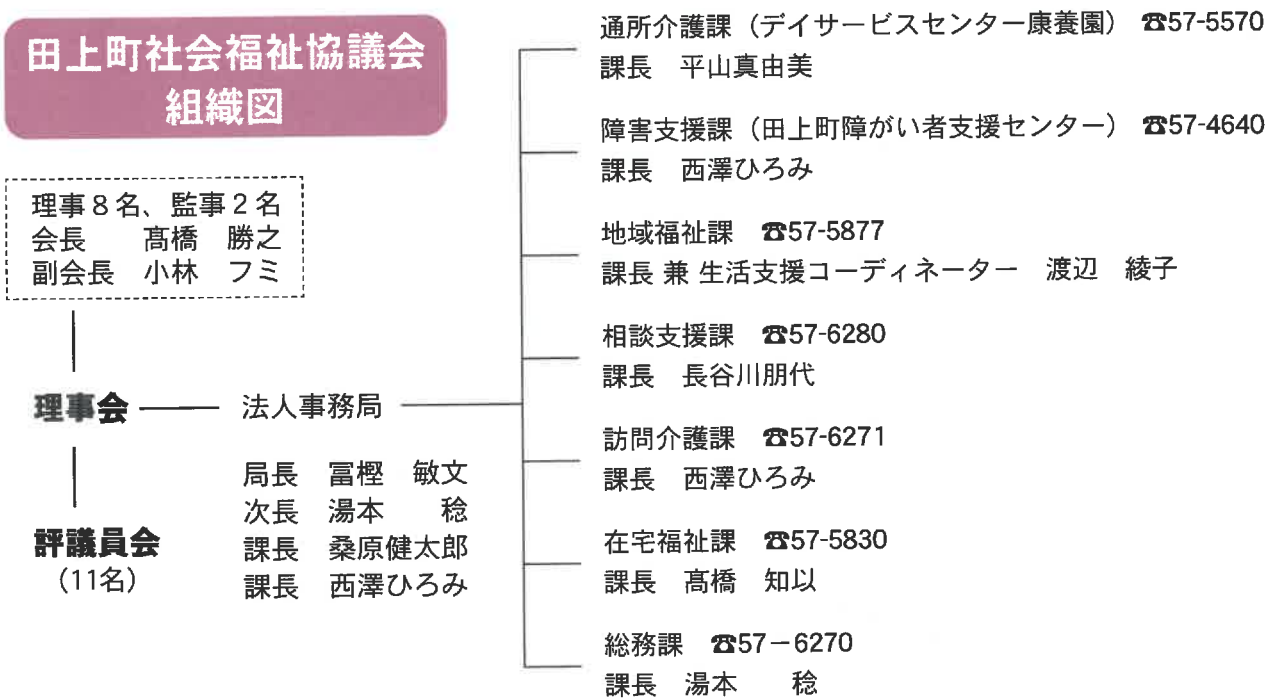 田上町社会福祉協議会
組織図
理事8名、監事2名
会長　　髙橋　勝之
副会長　小林　フミ
理事会
評議員会
（11名）
法人事務局
局長　冨樫　敏文
次長　湯本　　稔
課長　桑原健太郎
課長　西澤ひろみ
通所介護課（デイサービスセンター康養園）　☎57-5570
課長　平山真由美
障害支援課（田上町障がい者支援センター）　☎57-4640
課長　西澤ひろみ
地域福祉課　☎57-5877
課長 兼 生活支援コーディネーター　渡辺　綾子
相談支援課　☎57-6280
課長　長谷川朋代
訪問介護課　☎57-6271
課長　西澤ひろみ
在宅福祉課　☎57-5830
課長　髙橋　知以
総務課　☎57－6270
課長　湯本　　稔